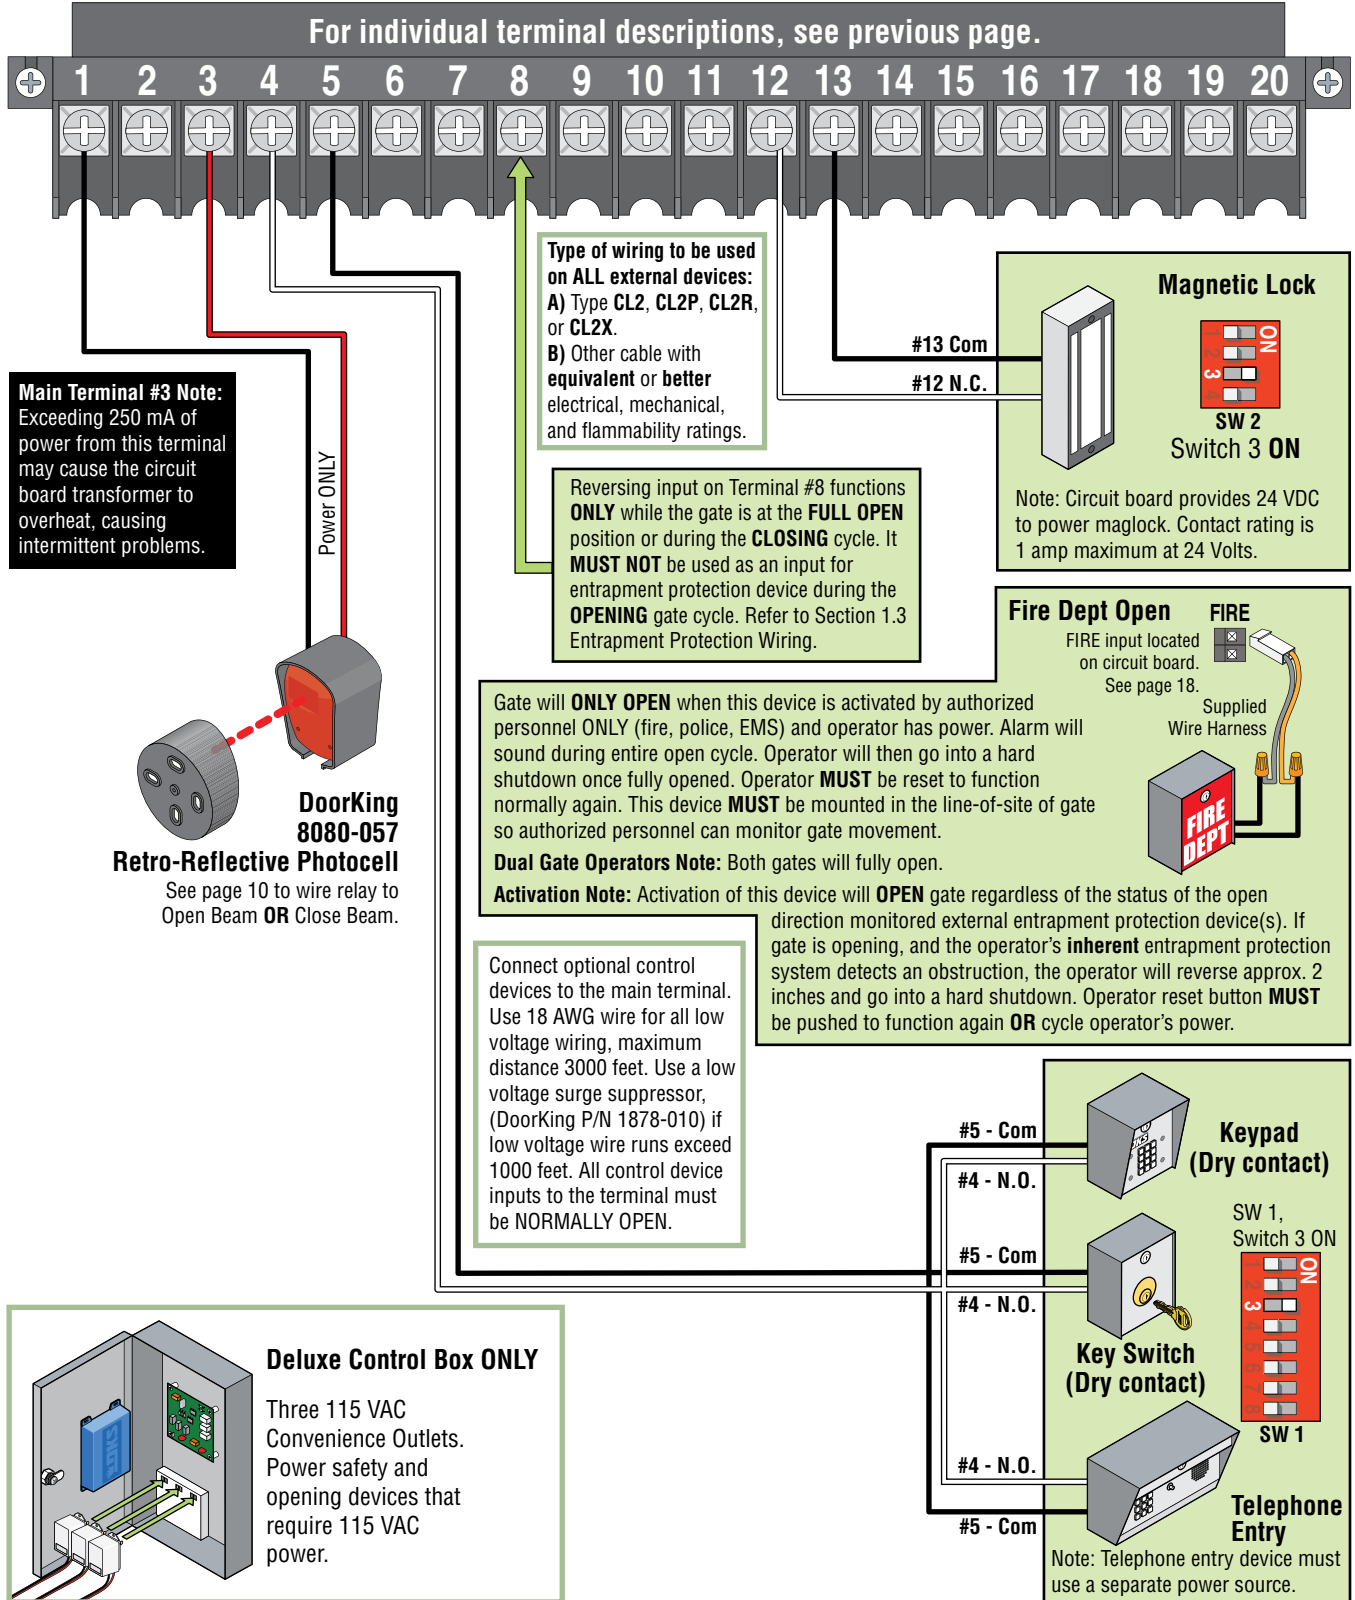 For individual terminal descriptions, see previous page.
1 2 3 4 5 6 7 8 9 10 11 12 13 14 15 16 17 18 19 20
Type of wiring to be used
on ALL external devices:
A) Type CL2, CL2P, CL2R,
or CL2X.
B) Other cable with
equivalent or better
electrical, mechanical,
and flammability ratings.
Magnetic Lock
#13 Com
#12 N.C.
ON
1
2
3
4
SW 2
Switch 3 ON
Note: Circuit board provides 24 VDC
to power maglock. Contact rating is
1 amp maximum at 24 Volts.
Main Terminal #3 Note:
Exceeding 250 mA of
power from this terminal
may cause the circuit
board transformer to
overheat, causing
intermittent problems.
Power ONLY
Reversing input on Terminal #8 functions
ONLY while the gate is at the FULL OPEN
position or during the CLOSING cycle. It
MUST NOT be used as an input for
entrapment protection device during the
OPENING gate cycle. Refer to Section 1.3
Entrapment Protection Wiring.
DoorKing
8080-057
Retro-Reflective Photocell
See page 10 to wire relay to
Open Beam OR Close Beam.
Fire Dept Open
FIRE
FIRE input located
on circuit board.
See page 18.
Supplied
Wire Harness
FIRE
DEPT
Gate will ONLY OPEN when this device is activated by authorized
personnel ONLY (fire, police, EMS) and operator has power. Alarm will
sound during entire open cycle. Operator will then go into a hard
shutdown once fully opened. Operator MUST be reset to function
normally again. This device MUST be mounted in the line-of-site of gate
so authorized personnel can monitor gate movement.
Dual Gate Operators Note: Both gates will fully open.
Activation Note: Activation of this device will OPEN gate regardless of the status of the open
direction monitored external entrapment protection device(s). If
gate is opening, and the operator's inherent entrapment protection
system detects an obstruction, the operator will reverse approx. 2
inches and go into a hard shutdown. Operator reset button MUST
be pushed to function again OR cycle operator's power.
Connect optional control
devices to the main terminal.
Use 18 AWG wire for all low
voltage wiring, maximum
distance 3000 feet. Use a low
voltage surge suppressor,
(DoorKing P/N 1878-010) if
low voltage wire runs exceed
1000 feet. All control device
inputs to the terminal must
be NORMALLY OPEN.
#5 - Com
#4 - N.O.
Keypad
(Dry contact)
#5 - Com
#4 - N.O.
Key Switch
(Dry contact)
SW 1,
Switch 3 ON
ON
1
2
3
4
5
6
7
8
SW 1
#4 - N.O.
#5 - Com
Telephone
Entry
Note: Telephone entry device must
use a separate power source.
Deluxe Control Box ONLY
Three 115 VAC
Convenience Outlets.
Power safety and
opening devices that
require 115 VAC
power.